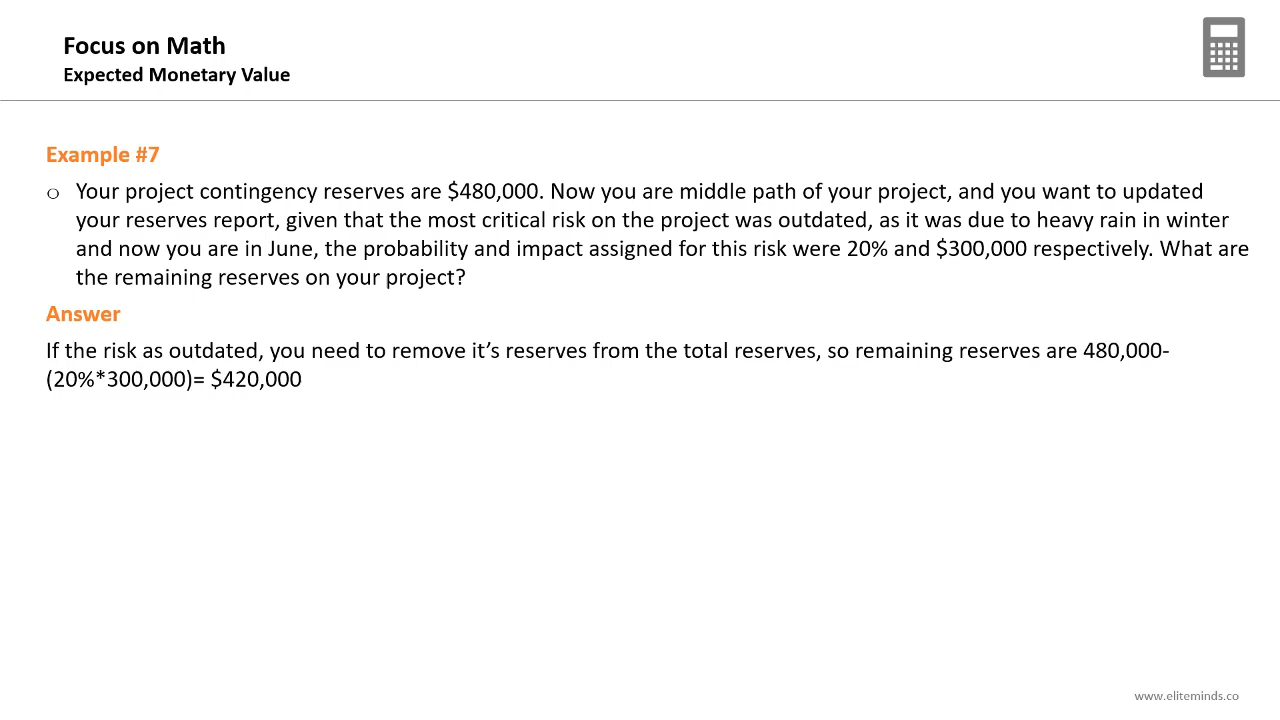 Focus on Math
Expected Monetary Value
Example #7
o Your project contingency reserves are $480,000. Now you are middle path of your project, and you want to updated
your reserves report, given that the most critical risk on the project was outdated, as it was due to heavy rain in winter
and now you are in June, the probability and impact assigned for this risk were 20% and $300,000 respectively. What are
the remaining reserves on your project?
Answer
If the risk as outdated, you need to remove it’s reserves from the total reserves, so remaining reserves are 480,000-
(20%*300,000)= $420,000
www.eliteminds.co